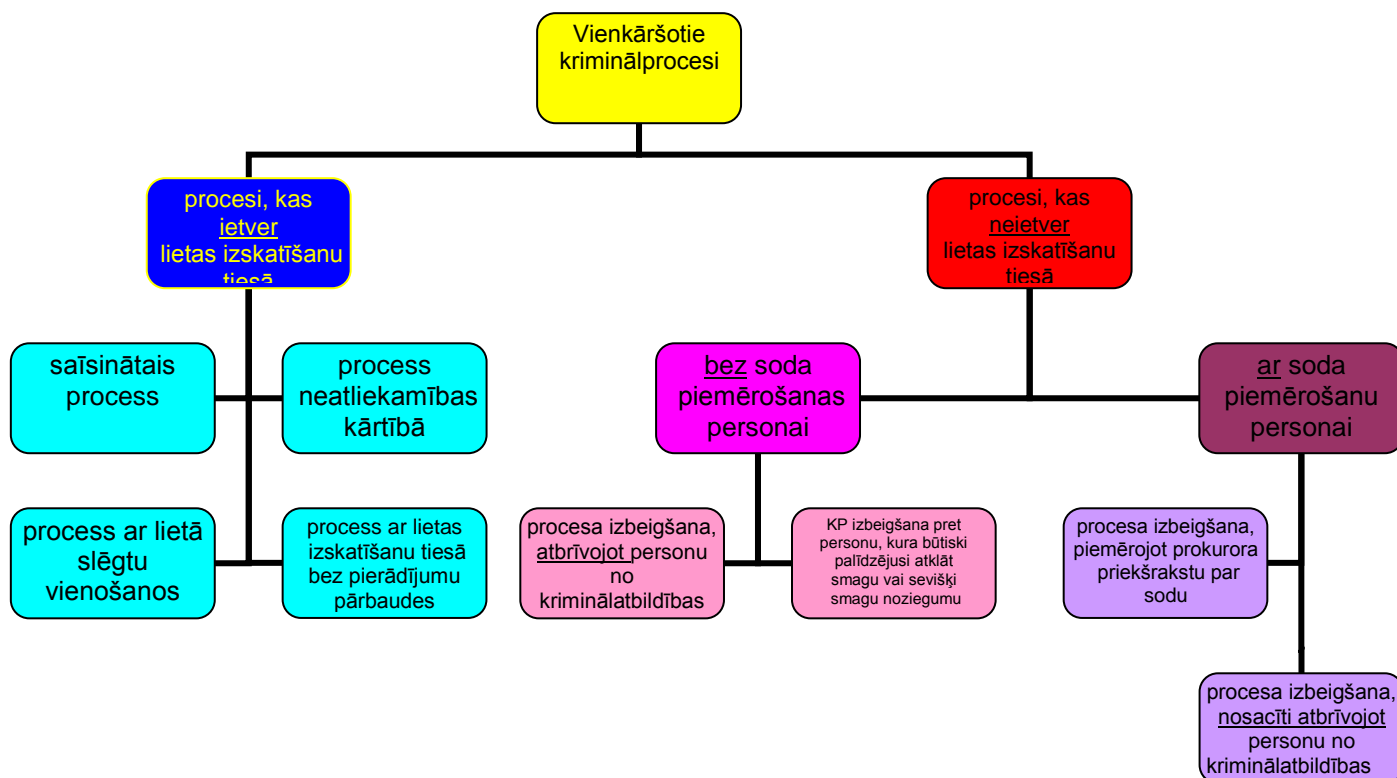 Vienkāršotie
kriminālprocesi
procesi, kas
ietver
lietas izskatīšanu
tiesā
procesi, kas
neietver
lietas izskatīšanu
tiesā
saīsinātais
process
process
neatliekamības
kārtībā
bez soda
piemērošanas
personai
ar soda
piemērošanu
personai
process ar lietā
slēgtu
vienošanos
process ar lietas
izskatīšanu tiesā
bez pierādījumu
pārbaudes
procesa izbeigšana,
atbrīvojot personu
no
kriminālatbildības
KP izbeigšana pret
personu, kura būtiski
palīdzējusi atklāt
smagu vai sevišķi
smagu noziegumu
procesa izbeigšana,
piemērojot prokurora
priekšrakstu par
sodu
procesa izbeigšana,
nosacīti atbrīvojot
personu no
kriminālatbildības